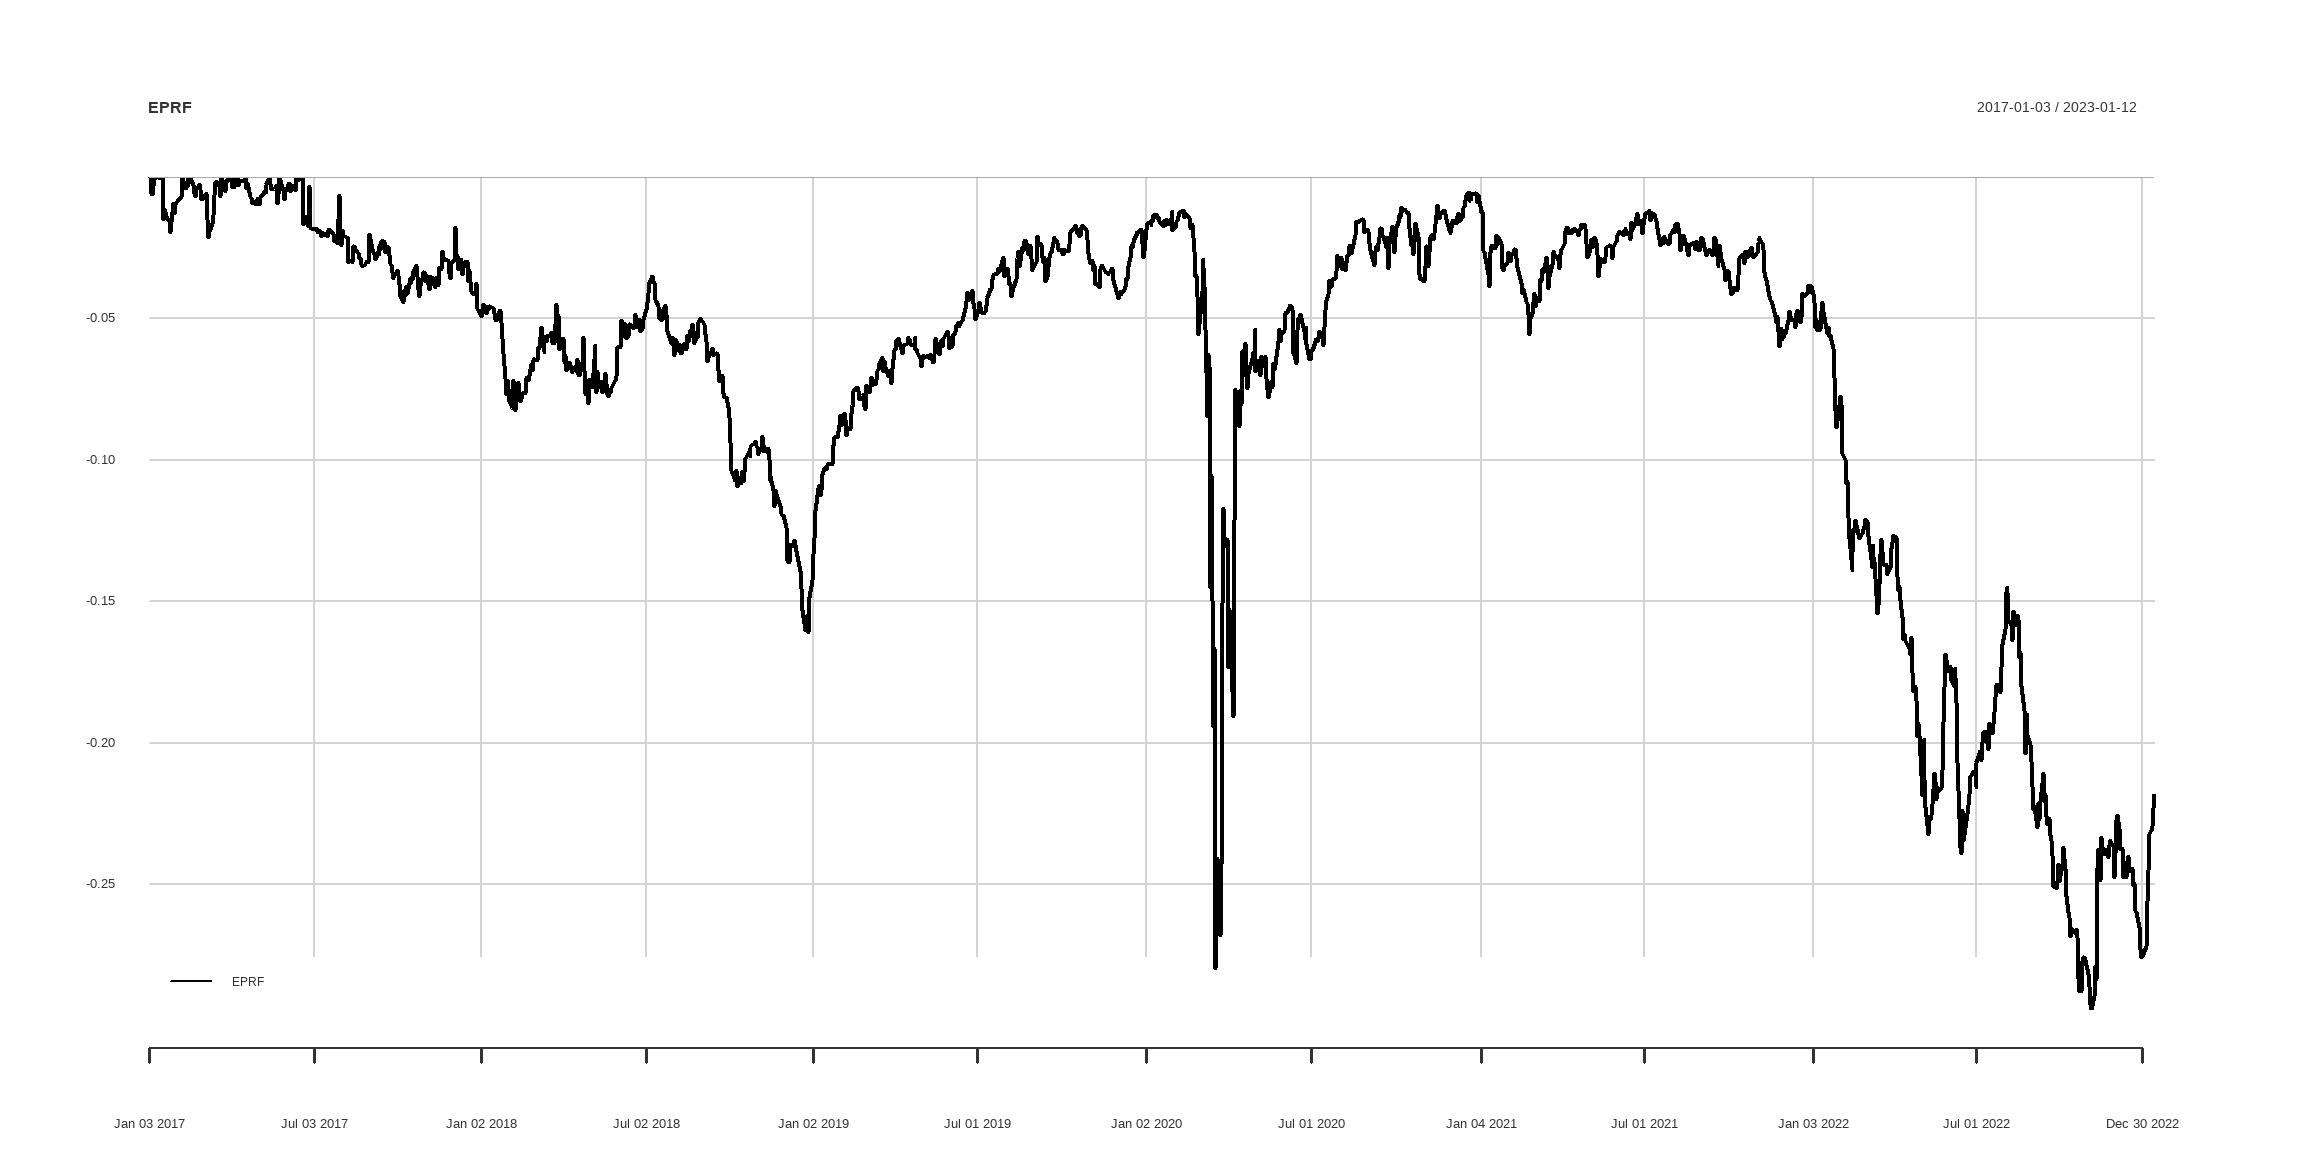 EPRF
2017-01-03 / 2023-01-12
-0.05
-0.10
-0.15
-0.20
-0.25
EPRF
Jan 03 2017
Jul 03 2017
Jan 02 2018
Jul 02 2018
Jan 02 2019
Jul 01 2019
Jan 02 2020
Jul 01 2020
Jan 04 2021
Jul 01 2021
Jan 03 2022
Jul 01 2022
Dec 30 2022